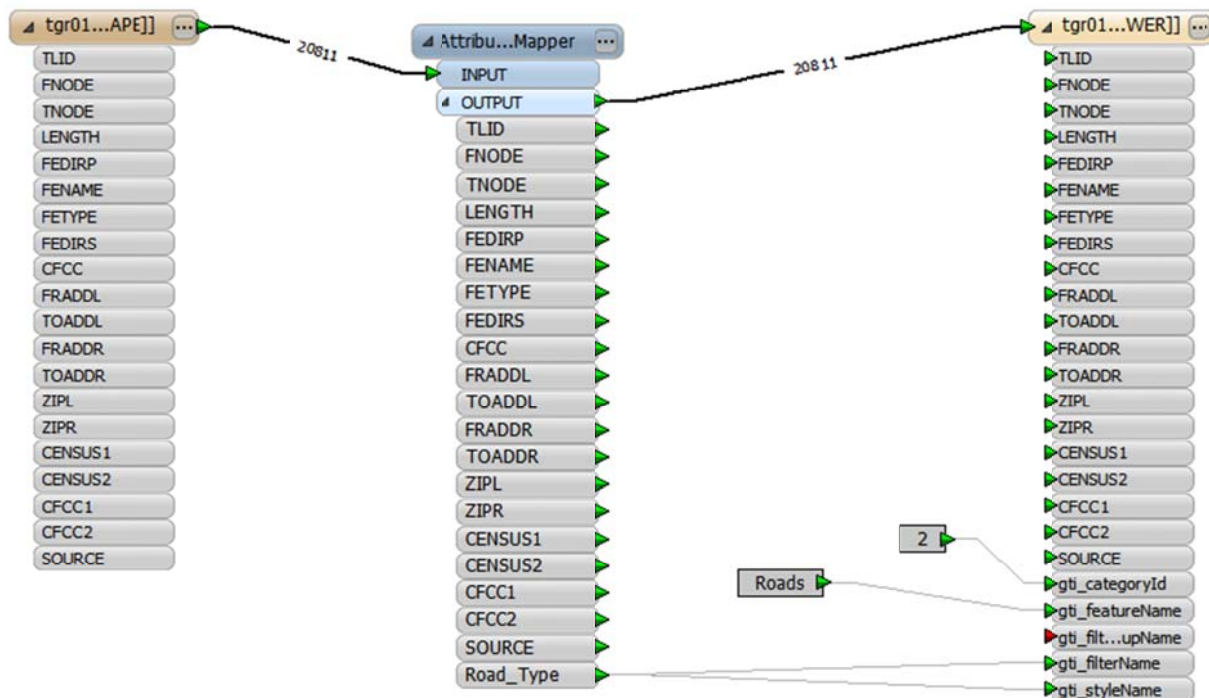 tgr01...APE]]
TLID
FNODE
TNODE
LENGTH
FEDIRP
FENAME
FETYPE
FEDIRS
CFCC
FRADDL
TOADDL
FRADDR
TOADDR
ZIPL
ZIPR
CENSUS1
CENSUS2
CFCC1
CFCC2
SOURCE
20811
Attribu...Mapper
INPUT
OUTPUT
TLID
FNODE
TNODE
LENGTH
FEDIRP
FENAME
FETYPE
FEDIRS
CFCC
FRADDL
TOADDL
FRADDR
TOADDR
ZIPL
ZIPR
CENSUS1
CENSUS2
CFCC1
CFCC2
SOURCE
Road_Type
20811
2
Roads
tgr01...WER]]
TLID
FNODE
TNODE
LENGTH
FEDIRP
FENAME
FETYPE
FEDIRS
CFCC
FRADDL
TOADDL
FRADDR
TOADDR
ZIPL
ZIPR
CENSUS1
CENSUS2
CFCC1
CFCC2
SOURCE
gti_categoryId
gti_featureName
gti_filt...upName
gti_filterName
gti_styleName